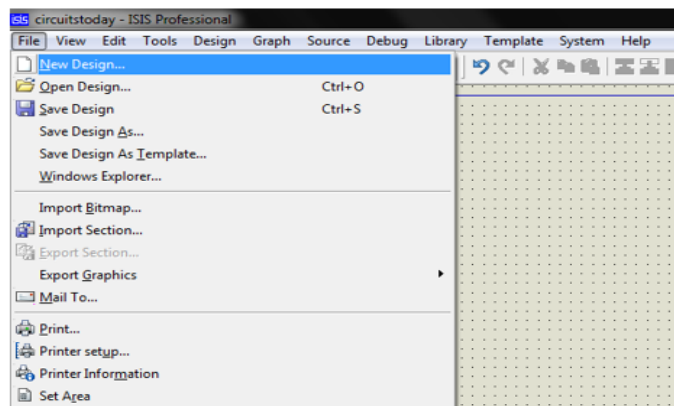 isis circuitstoday - ISIS Professional
File View Edit Tools Design Graph Source Debug Library Template System Help
New Design...
Open Design... Ctrl+O
Save Design Ctrl+S
Save Design As...
Save Design As Template...
Windows Explorer...
Import Bitmap...
Import Section...
Export Section...
Export Graphics
Mail To...
Print...
Printer setup...
Printer Information
Set Area